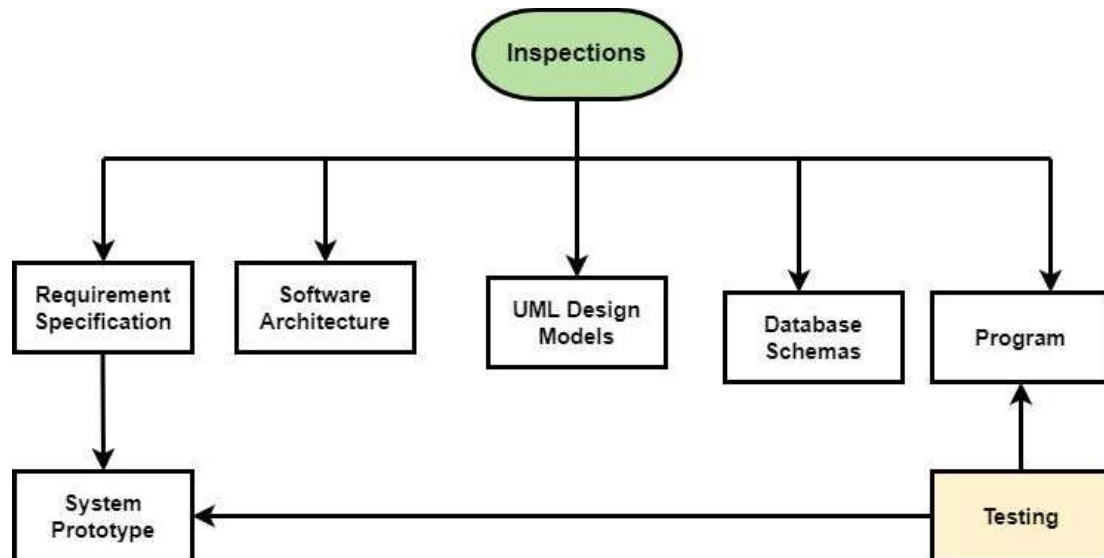 Inspections
Requirement
Specification
Software
Architecture
UML Design
Models
Database
Schemas
Program
System
Prototype
Testing